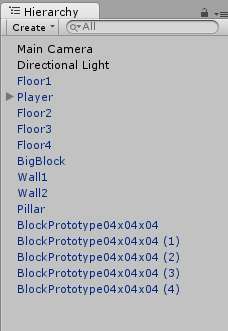 Hierarchy
Create All
Main Camera
Directional Light
Floor1
Player
Floor2
Floor3
Floor4
BigBlock
Wall1
Wall2
Pillar
BlockPrototype04x04x04
BlockPrototype04x04x04 (1)
BlockPrototype04x04x04 (2)
BlockPrototype04x04x04 (3)
BlockPrototype04x04x04 (4)